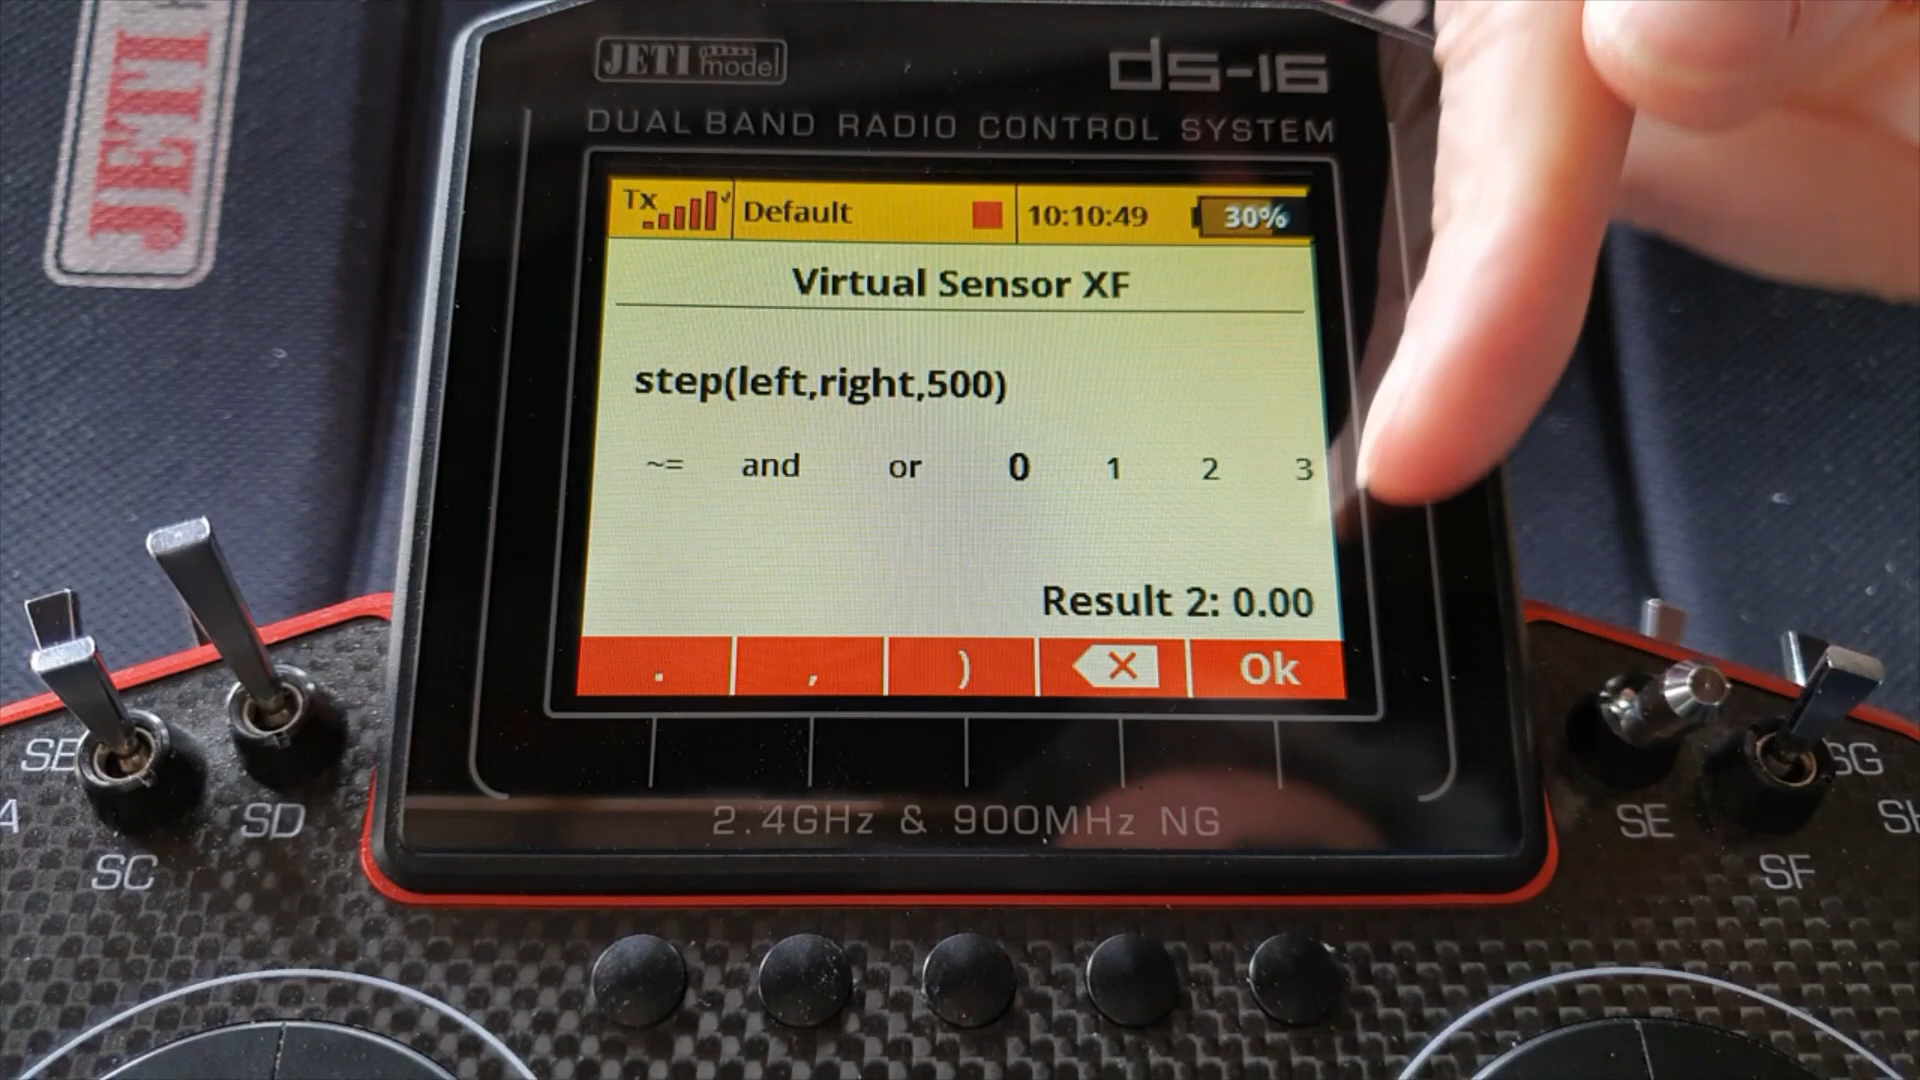 JETI
JETI model
ds-16
DUAL BAND RADIO CONTROL SYSTEM
Tx Default 10:10:49 30%
Virtual Sensor XF
step(left,right,500)
~= and or 0 1 2 3
Result 2: 0.00
. , ) Ok
2.4GHz & 900MHz NG
SD
SC
SE
SG
SF